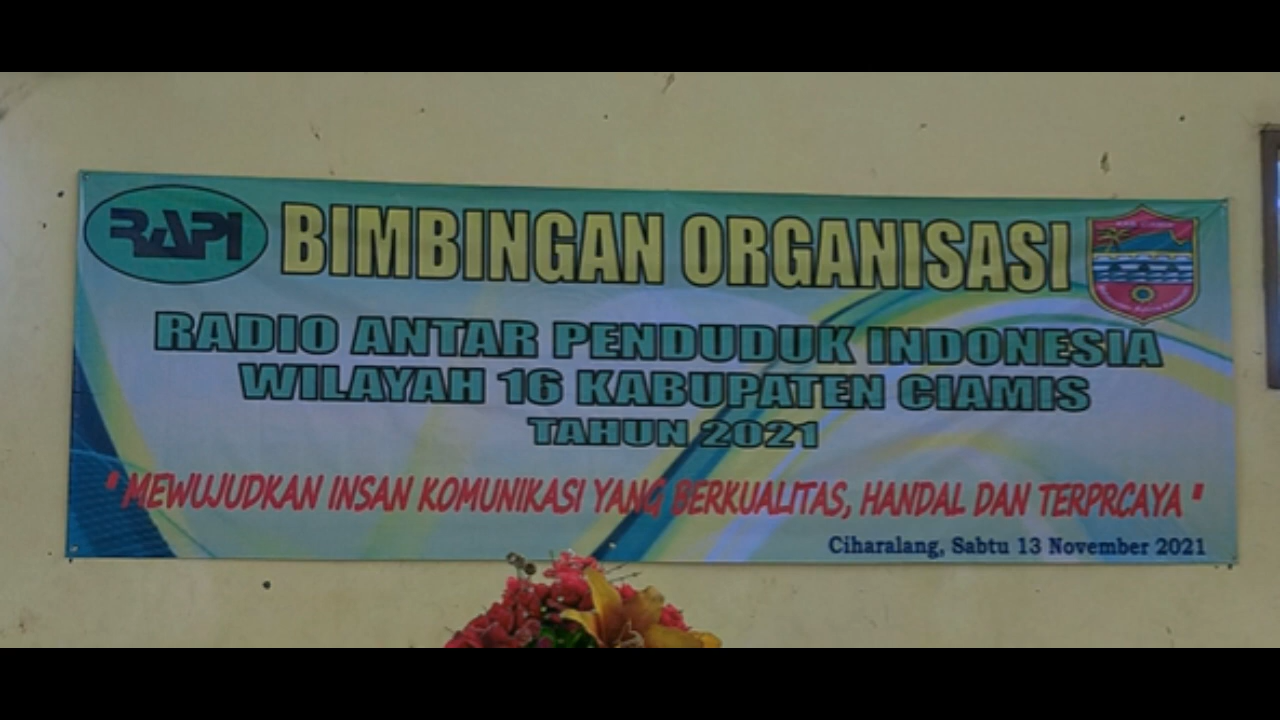 RAPI
BIMBINGAN ORGANISASI
RADIO ANTAR PENDUDUK INDONESIA
WILAYAH 16 KABUPATEN CIAMIS
TAHUN 2021
" MEWUJUDKAN INSAN KOMUNIKASI YANG BERKUALITAS, HANDAL DAN TERPRCAYA "
Ciharalang, Sabtu 13 November 2021